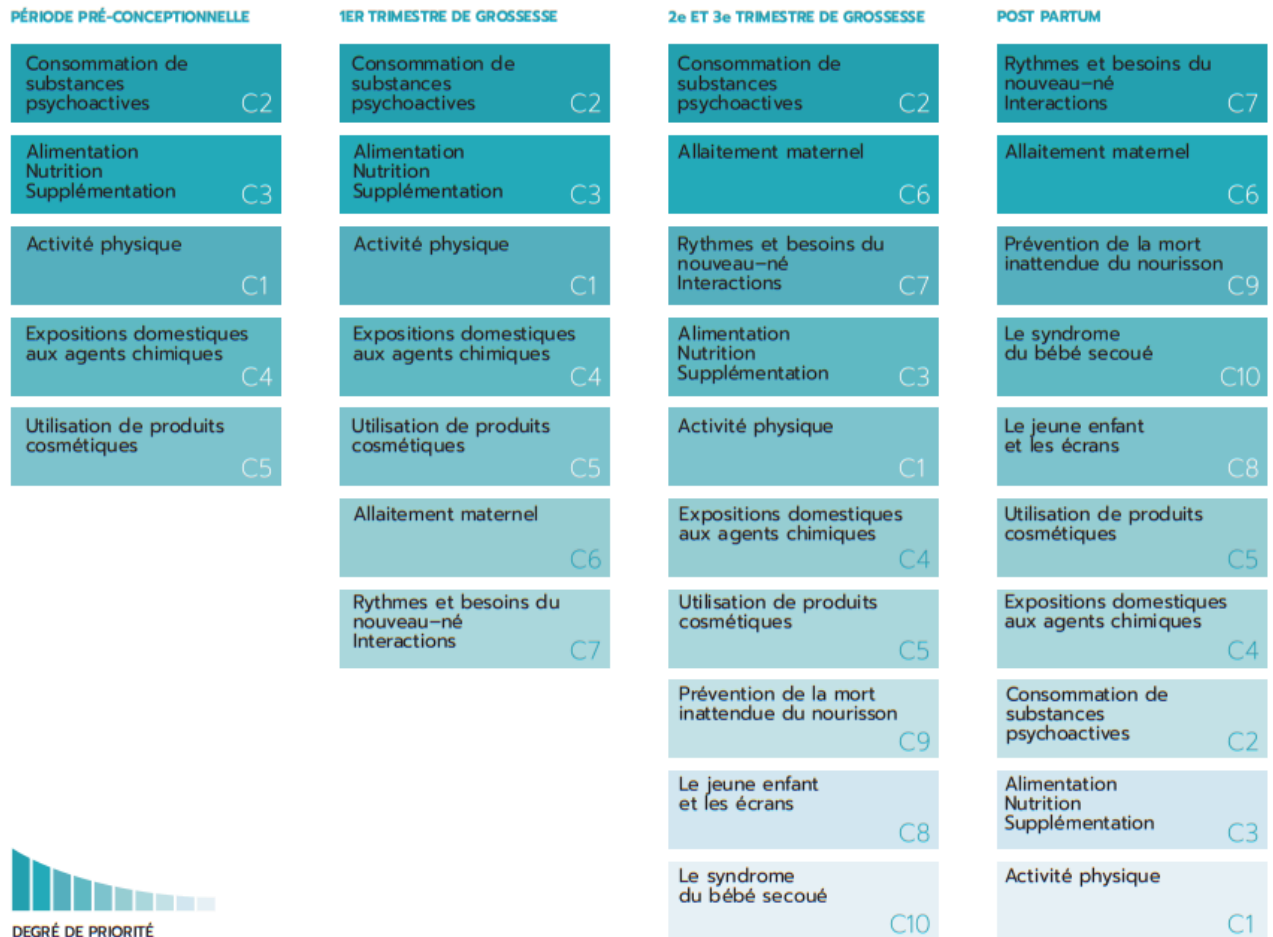 PÉRIODE PRÉ-CONCEPTIONNELLE
Consommation de
substances
psychoactives C2
Alimentation
Nutrition
Supplémentation C3
Activité physique
C1
Expositions domestiques
aux agents chimiques
C4
Utilisation de produits
cosmétiques
C5
1ER TRIMESTRE DE GROSSESSE
Consommation de
substances
psychoactives C2
Alimentation
Nutrition
Supplémentation C3
Activité physique
C1
Expositions domestiques
aux agents chimiques
C4
Utilisation de produits
cosmétiques
C5
Allaitement maternel
C6
Rythmes et besoins du
nouveau-né
Interactions C7
2e ET 3e TRIMESTRE DE GROSSESSE
Consommation de
substances
psychoactives C2
Allaitement maternel
C6
Rythmes et besoins du
nouveau-né
Interactions C7
Alimentation
Nutrition
Supplémentation C3
Activité physique
C1
Expositions domestiques
aux agents chimiques
C4
Utilisation de produits
cosmétiques
C5
Prévention de la mort
inattendue du nourisson
C9
Le jeune enfant
et les écrans
C8
Le syndrome
du bébé secoué
C10
POST PARTUM
Rythmes et besoins du
nouveau-né
Interactions C7
Allaitement maternel
C6
Prévention de la mort
inattendue du nourisson
C9
Le syndrome
du bébé secoué
C10
Le jeune enfant
et les écrans
C8
Utilisation de produits
cosmétiques
C5
Expositions domestiques
aux agents chimiques
C4
Consommation de
substances
psychoactives C2
Alimentation
Nutrition
Supplémentation C3
Activité physique
C1
DEGRÉ DE PRIORITÉ